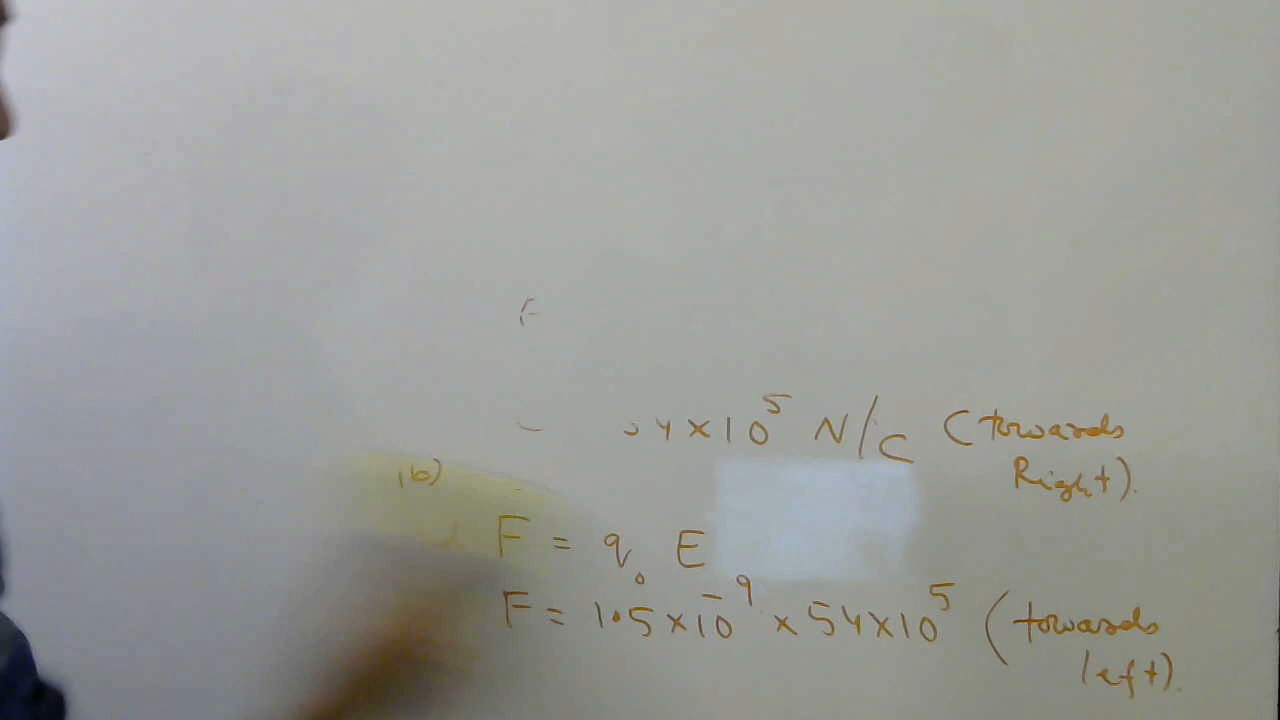 54×10⁵ N/C (towards
Right).
(b)
F = q₀ E
F = 1.5×10⁻⁹ × 54×10⁵ (towards
left).